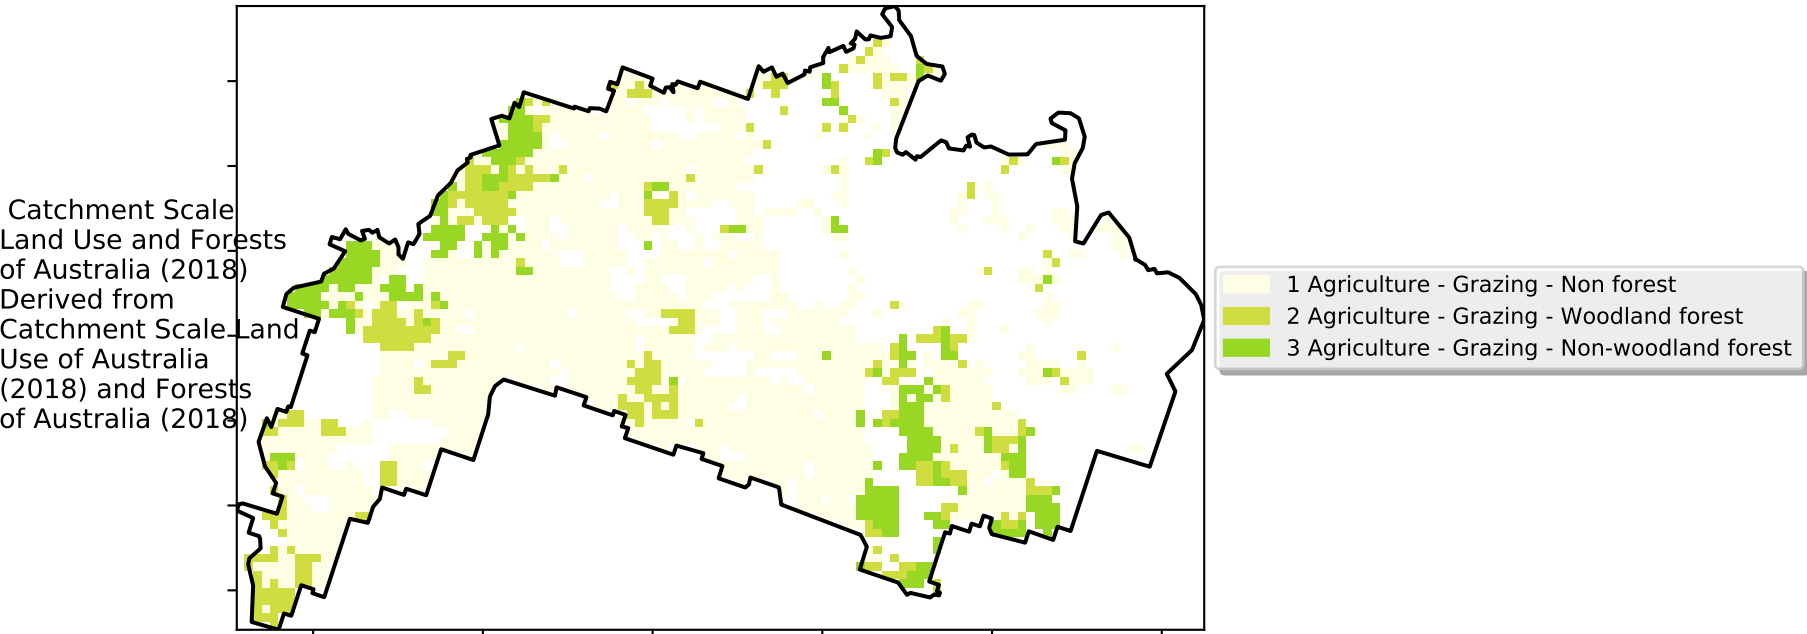 Catchment Scale
Land Use and Forests
of Australia (2018)
Derived from
Catchment Scale Land
Use of Australia
(2018) and Forests
of Australia (2018)
1 Agriculture - Grazing - Non forest
2 Agriculture - Grazing - Woodland forest
3 Agriculture - Grazing - Non-woodland forest